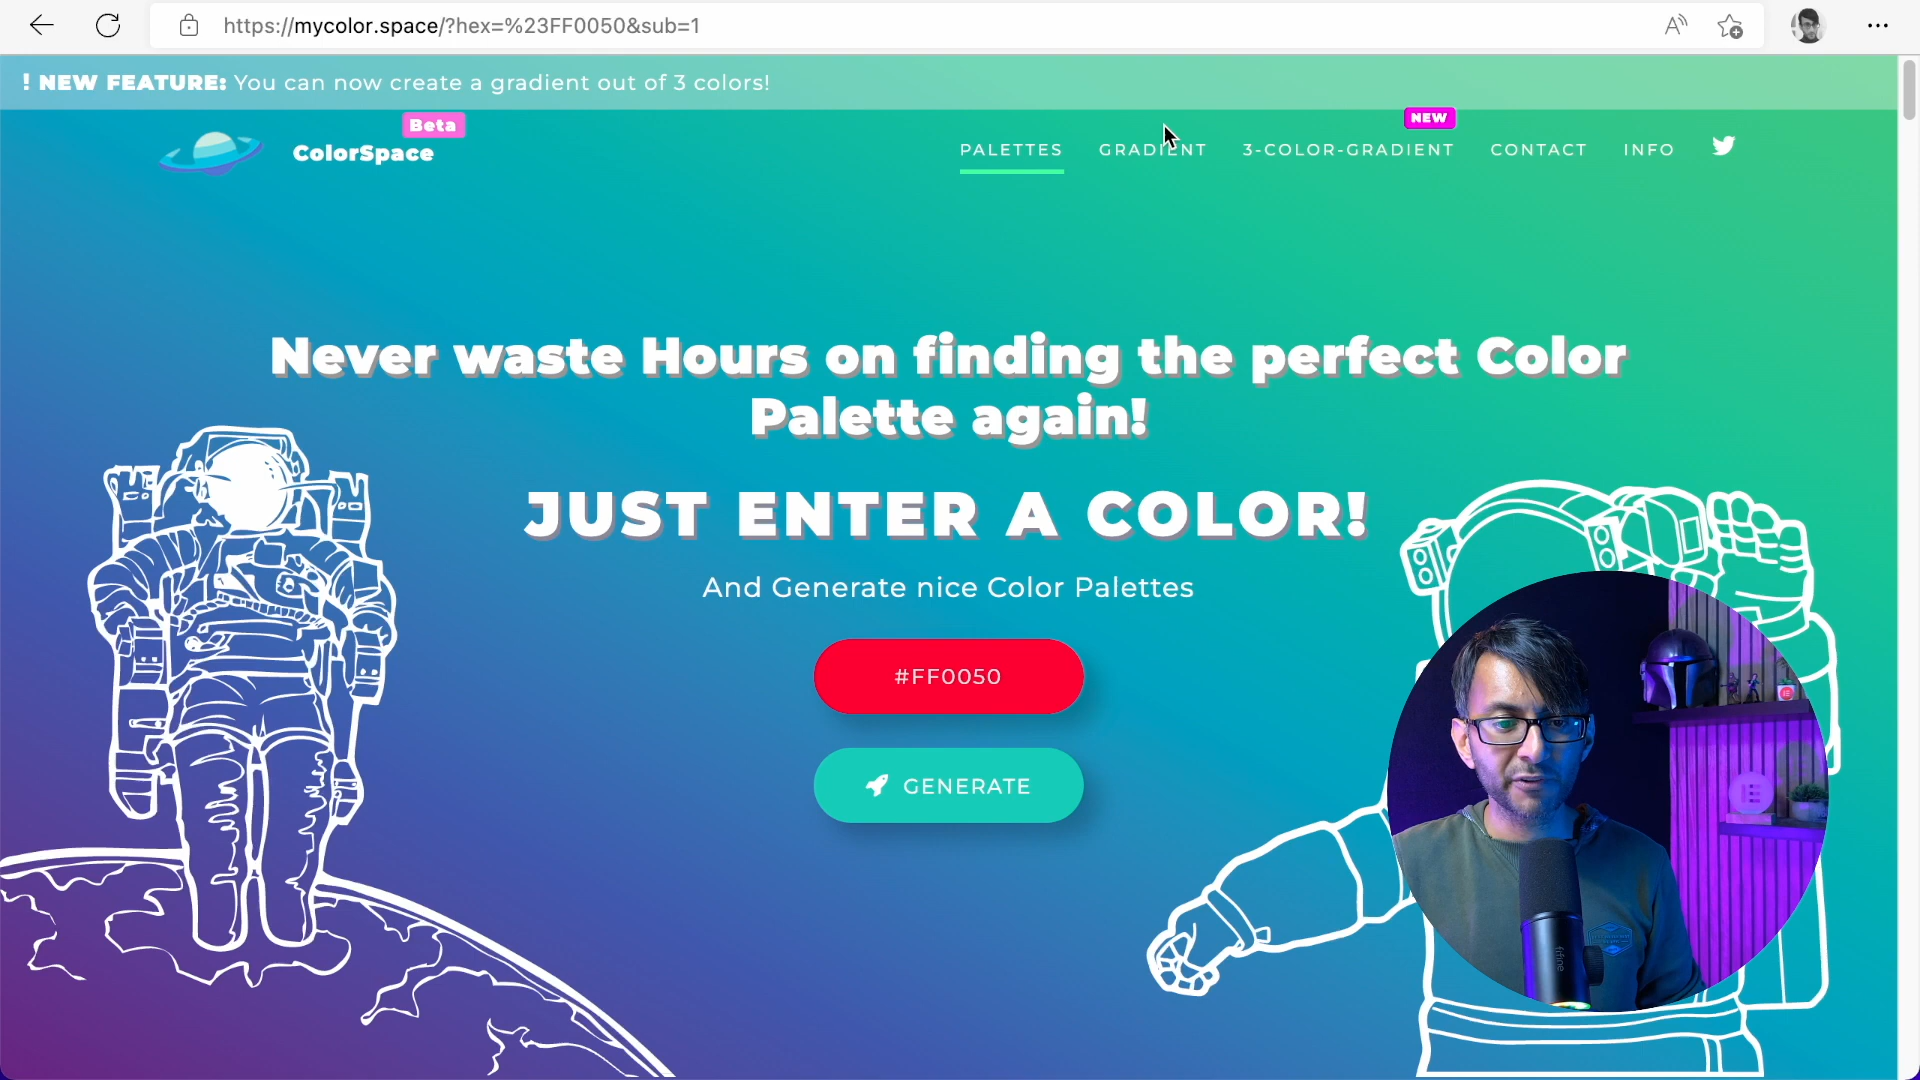 https://mycolor.space/?hex=%23FF0050&sub=1
! NEW FEATURE: You can now create a gradient out of 3 colors!
Beta
ColorSpace
NEW
PALETTES GRADIENT 3-COLOR-GRADIENT CONTACT INFO
Never waste Hours on finding the perfect Color
Palette again!
JUST ENTER A COLOR!
And Generate nice Color Palettes
#FF0050
GENERATE
fifine